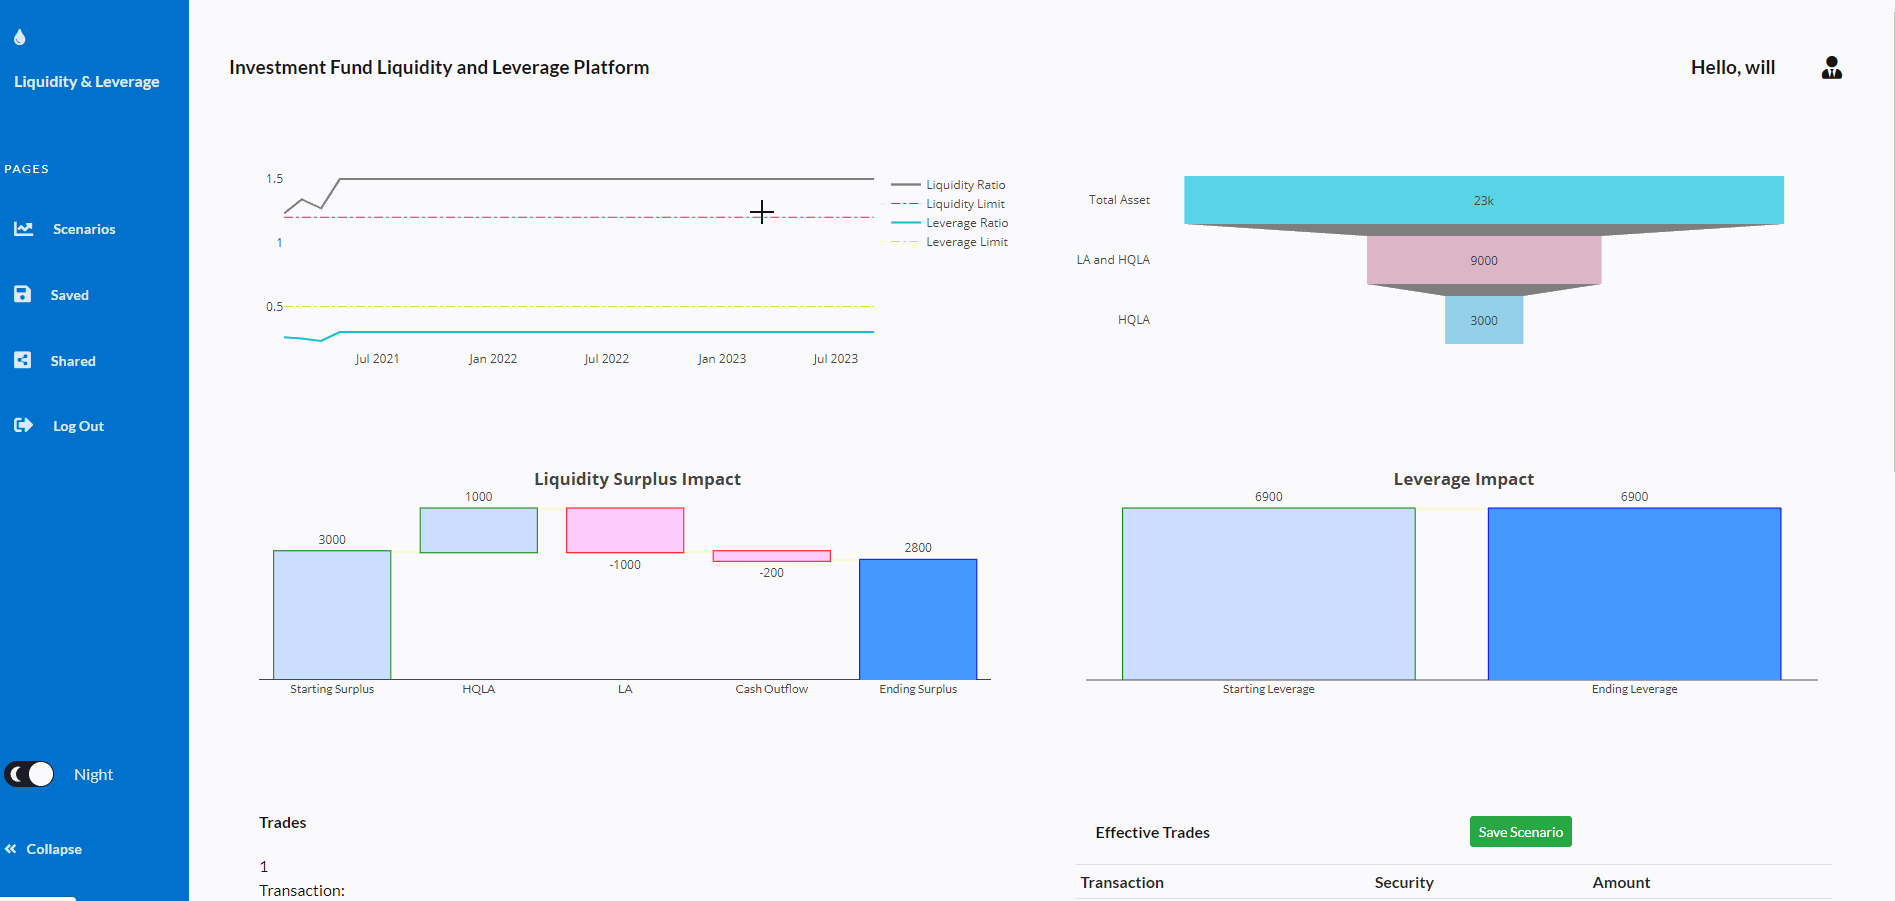 Liquidity & Leverage
PAGES
Scenarios
Saved
Shared
Log Out
Night
Collapse
Investment Fund Liquidity and Leverage Platform
Hello, will
1.5
1
0.5
Jul 2021
Jan 2022
Jul 2022
Jan 2023
Jul 2023
Liquidity Ratio
Liquidity Limit
Leverage Ratio
Leverage Limit
Total Asset
23k
LA and HQLA
9000
HQLA
3000
Liquidity Surplus Impact
3000
1000
-1000
-200
2800
Starting Surplus
HQLA
LA
Cash Outflow
Ending Surplus
Leverage Impact
6900
6900
Starting Leverage
Ending Leverage
Trades
1
Transaction:
Effective Trades
Save Scenario
Transaction Security Amount